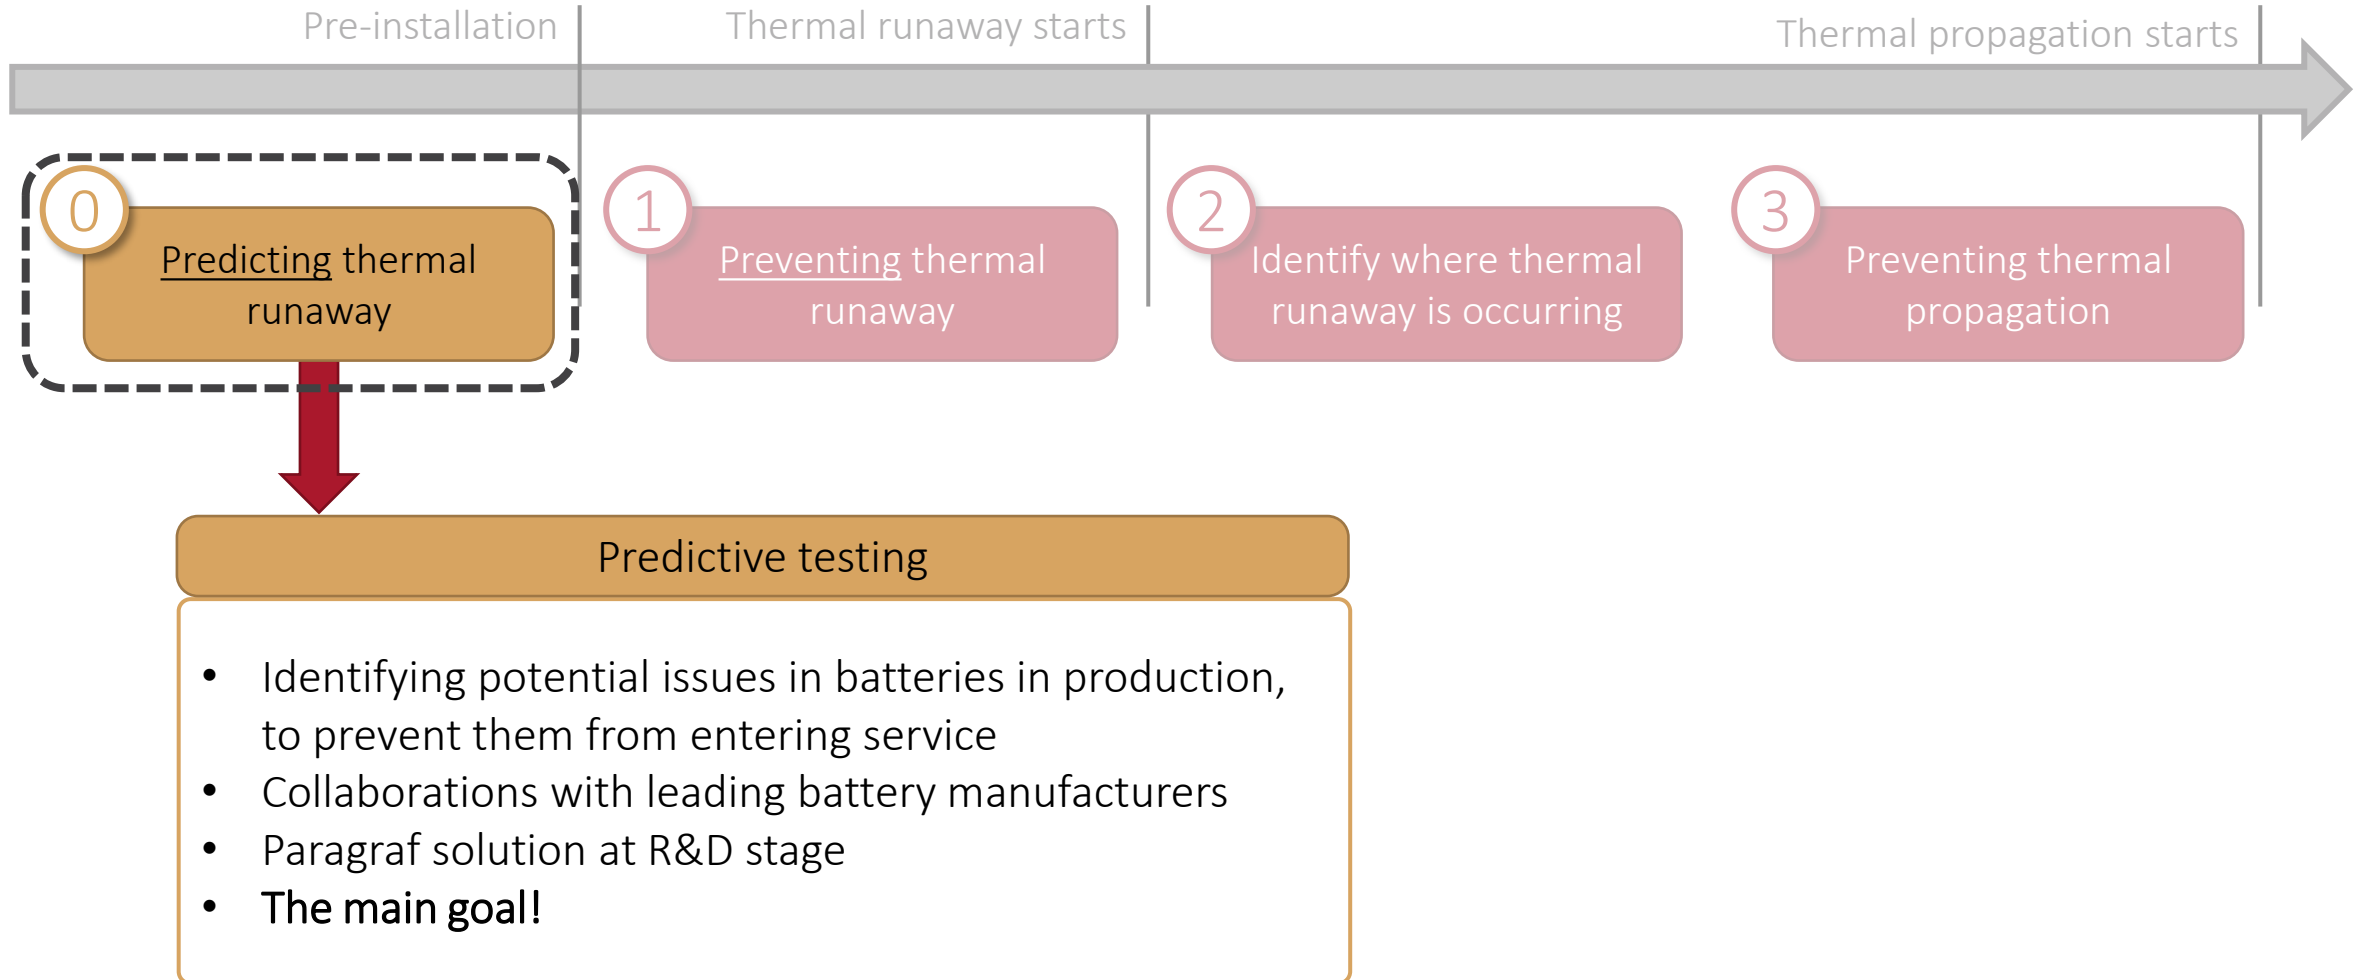 Pre-installation
Thermal runaway starts
Thermal propagation starts
0
Predicting thermal
runaway
1
Preventing thermal
runaway
2
Identify where thermal
runaway is occurring
3
Preventing thermal
propagation
Predictive testing
• Identifying potential issues in batteries in production,
to prevent them from entering service
• Collaborations with leading battery manufacturers
• Paragraf solution at R&D stage
• The main goal!